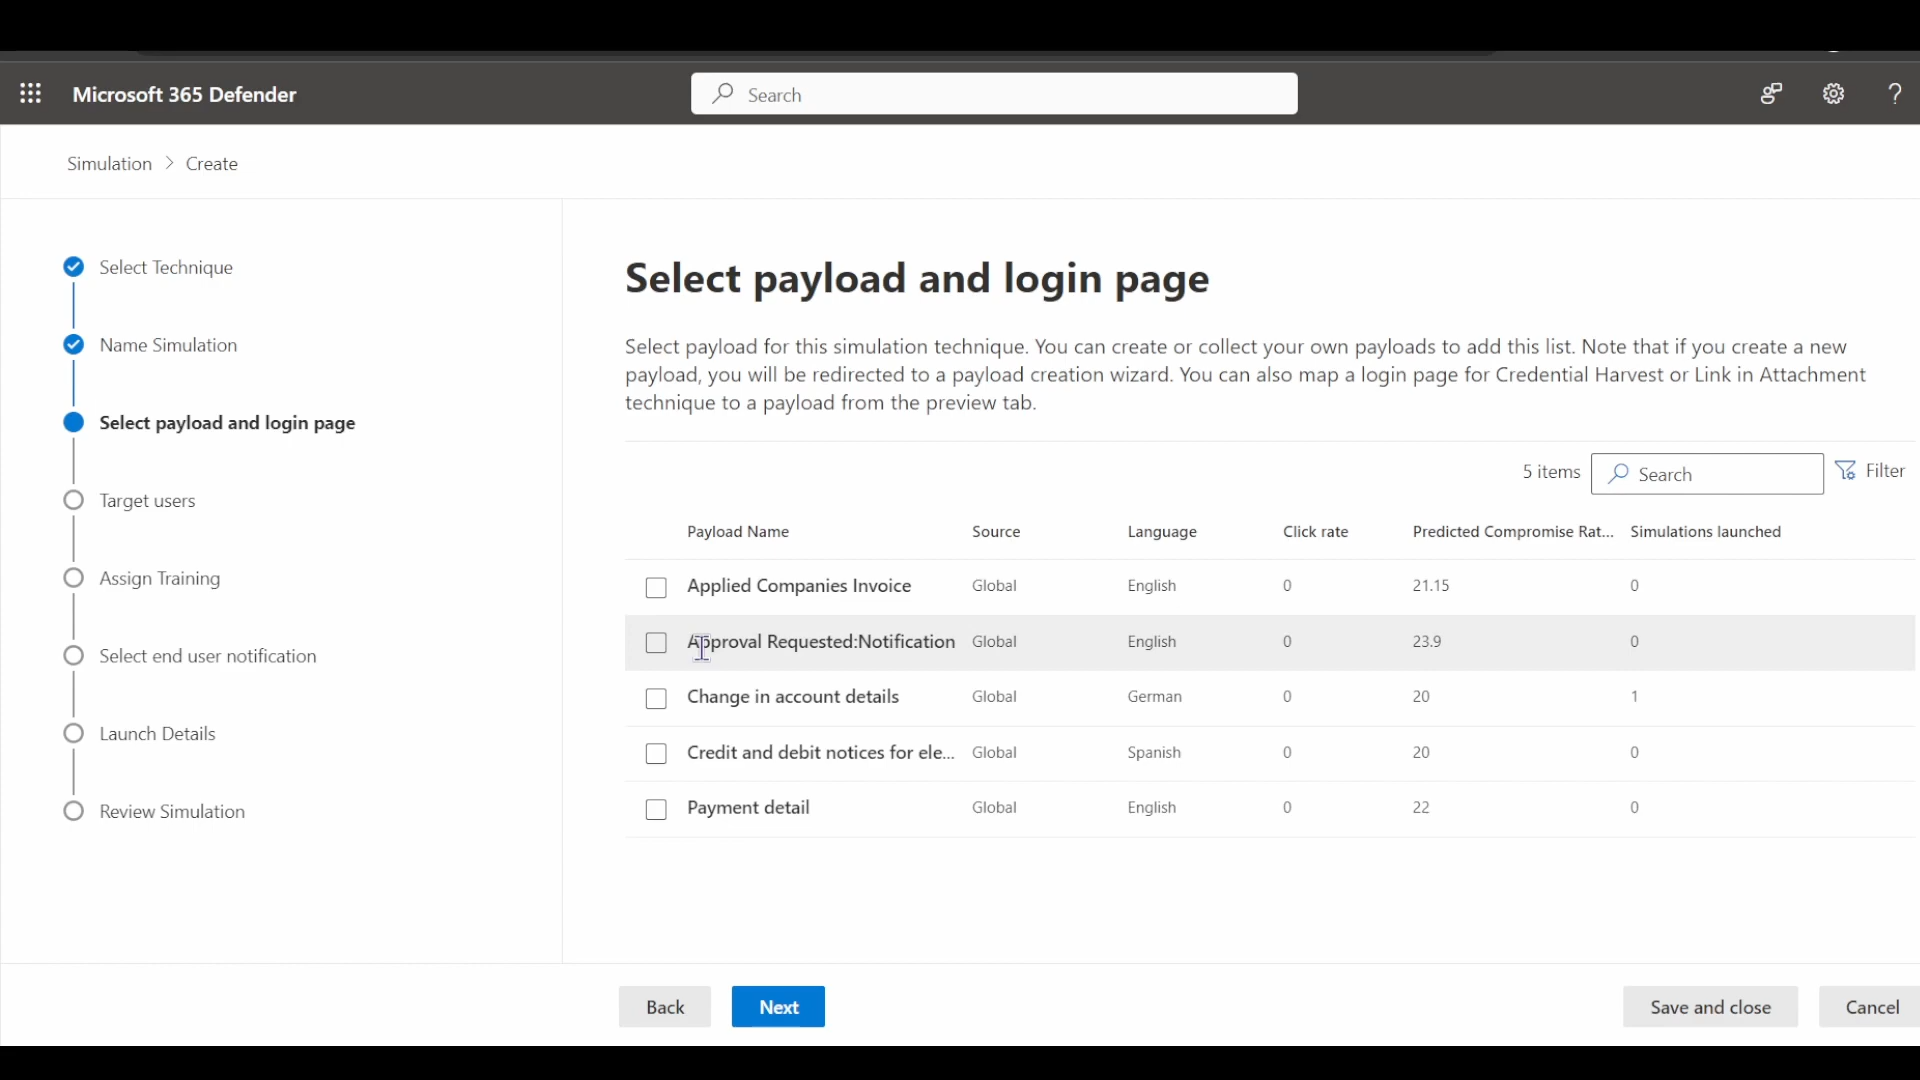 Microsoft 365 Defender
Search
?
Simulation > Create
Select Technique
Name Simulation
Select payload and login page
Target users
Assign Training
Select end user notification
Launch Details
Review Simulation
Select payload and login page
Select payload for this simulation technique. You can create or collect your own payloads to add this list. Note that if you create a new
payload, you will be redirected to a payload creation wizard. You can also map a login page for Credential Harvest or Link in Attachment
technique to a payload from the preview tab.
5 items Search Filter
Payload Name Source Language Click rate Predicted Compromise Rat... Simulations launched
Applied Companies Invoice Global English 0 21.15 0
Approval Requested:Notification Global English 0 23.9 0
Change in account details Global German 0 20 1
Credit and debit notices for ele... Global Spanish 0 20 0
Payment detail Global English 0 22 0
Back Next Save and close Cancel